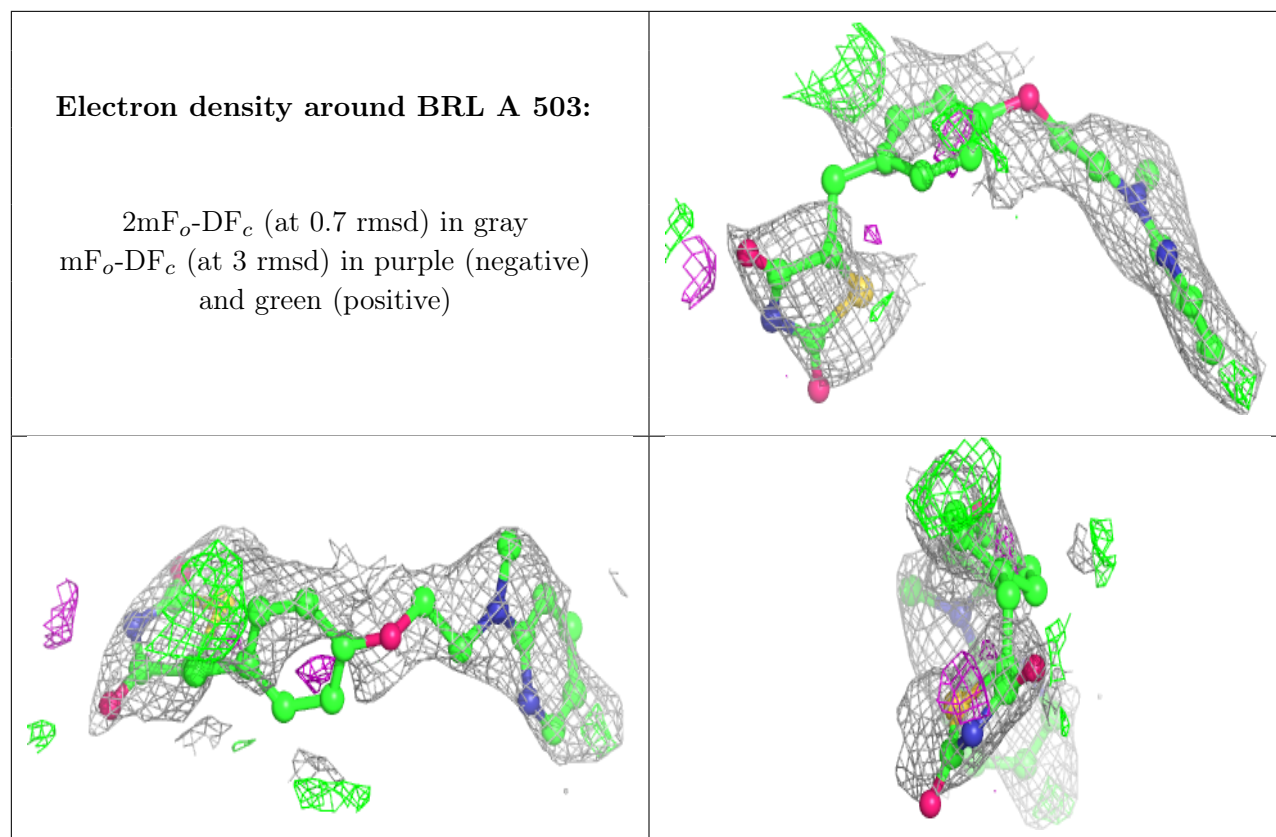 Electron density around BRL A 503:
2mFo-DFc (at 0.7 rmsd) in gray
mFo-DFc (at 3 rmsd) in purple (negative)
and green (positive)